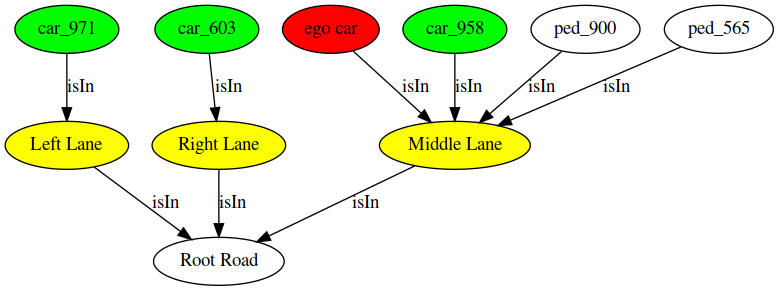 car_971
car_603
ego car
car_958
ped_900
ped_565
isIn
isIn
isIn
isIn
isIn
isIn
Left Lane
Right Lane
Middle Lane
isIn
isIn
isIn
Root Road